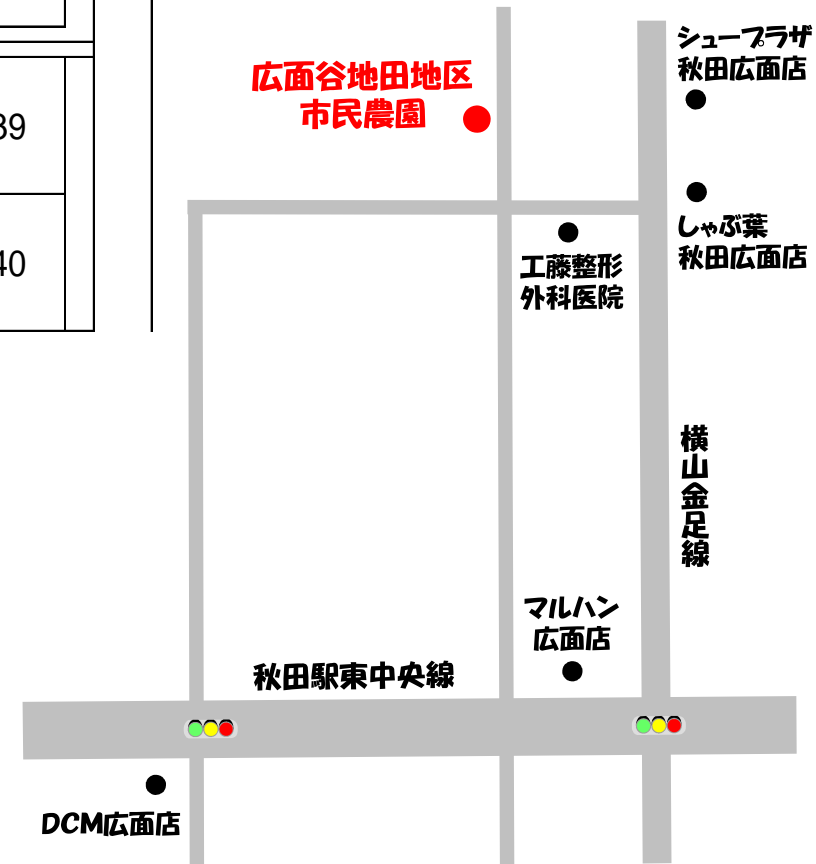 シュープラザ
秋田広面店
広面谷地田地区
市民農園
39
しゃぶ葉
秋田広面店
40
工藤整形
外科医院
横山金足線
マルハン
広面店
秋田駅東中央線
DCM広面店